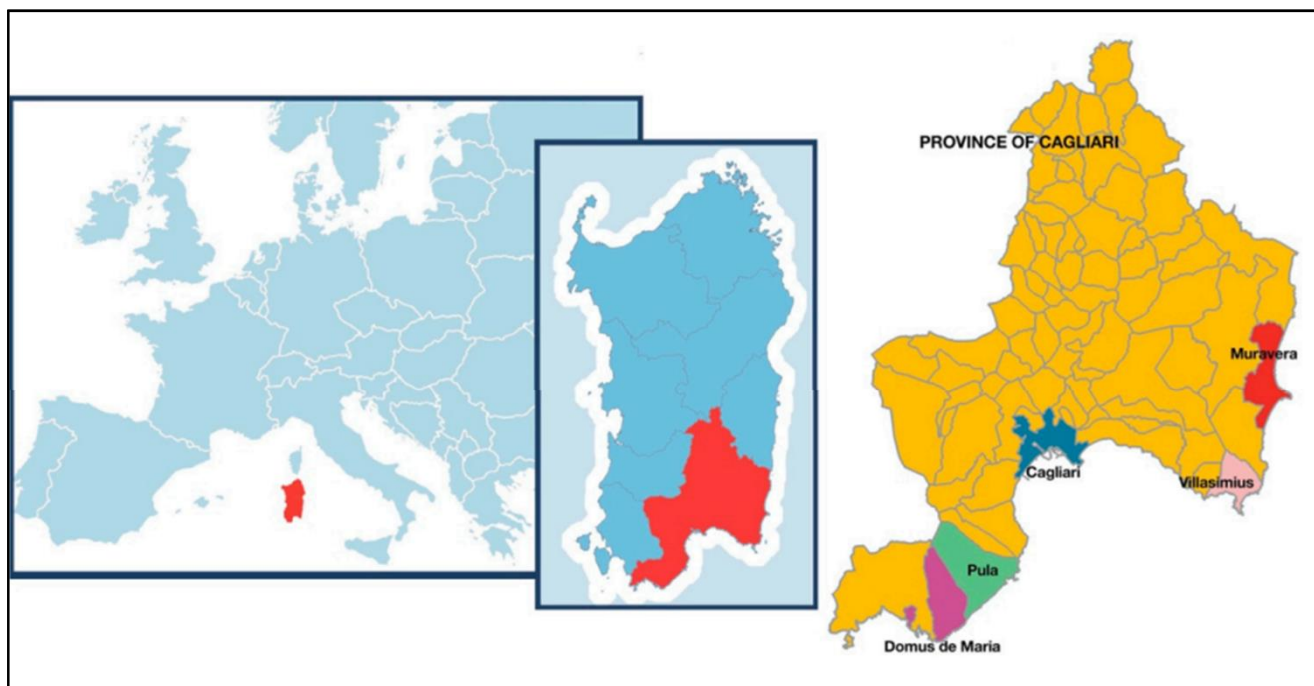 PROVINCE OF CAGLIARI
Muravera
Cagliari
Villasimius
Pula
Domus de Maria